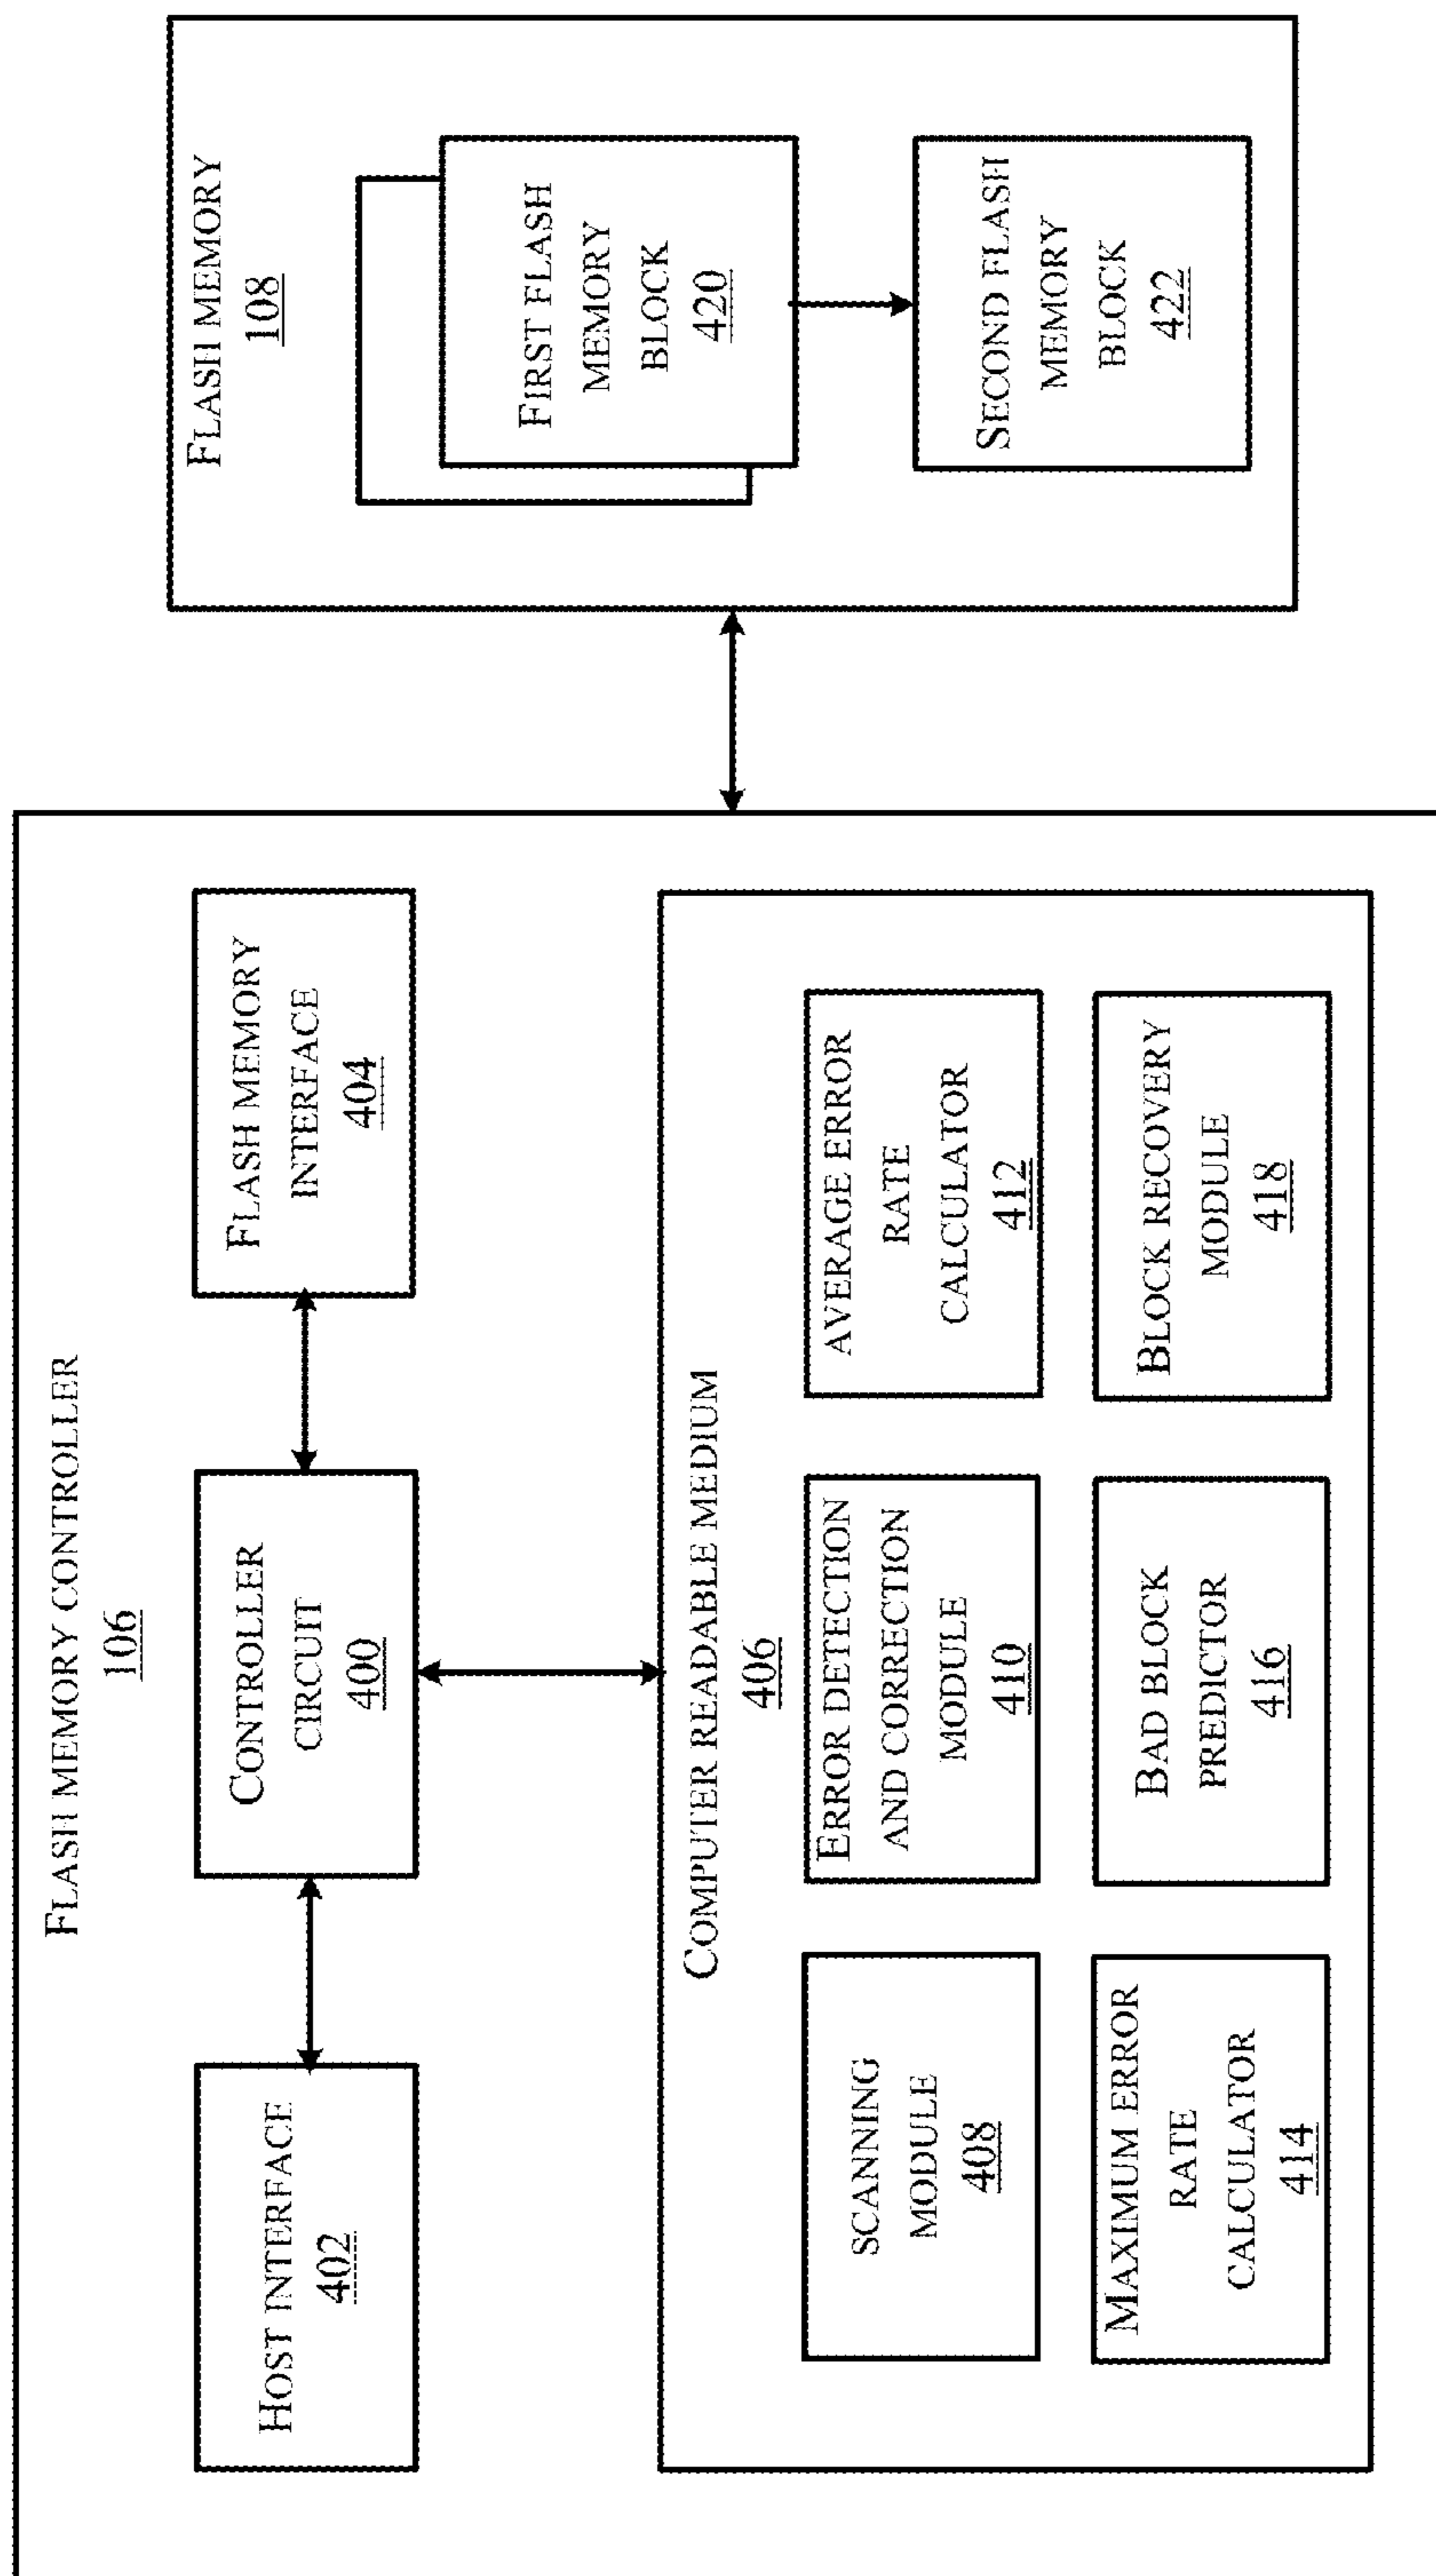 FLASH MEMORY CONTROLLER
106
HOST INTERFACE
402
CONTROLLER
CIRCUIT
400
FLASH MEMORY
INTERFACE
404
COMPUTER READABLE MEDIUM
406
SCANNING
MODULE
408
ERROR DETECTION
AND CORRECTION
MODULE
410
AVERAGE ERROR
RATE
CALCULATOR
412
MAXIMUM ERROR
RATE
CALCULATOR
414
BAD BLOCK
PREDICTOR
416
BLOCK RECOVERY
MODULE
418
FLASH MEMORY
108
FIRST FLASH
MEMORY
BLOCK
420
SECOND FLASH
MEMORY
BLOCK
422